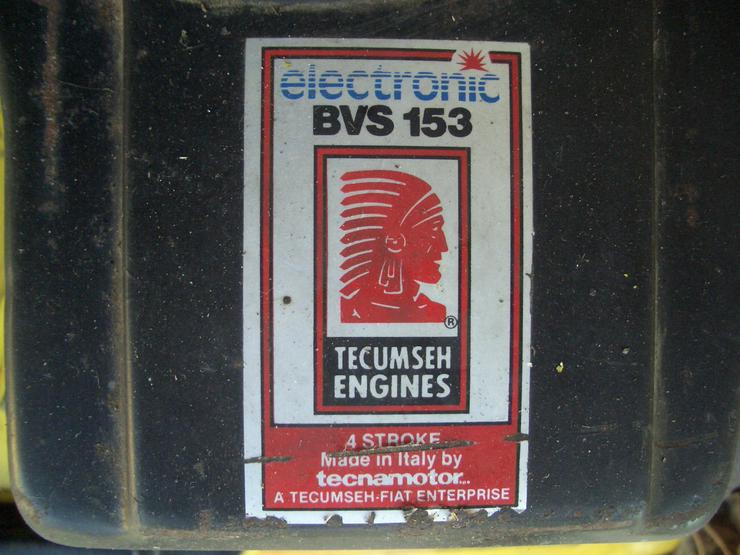 electronic
BVS 153
®
TECUMSEH
ENGINES
4 STROKE
Made in Italy by
tecnamotor...
A TECUMSEH-FIAT ENTERPRISE